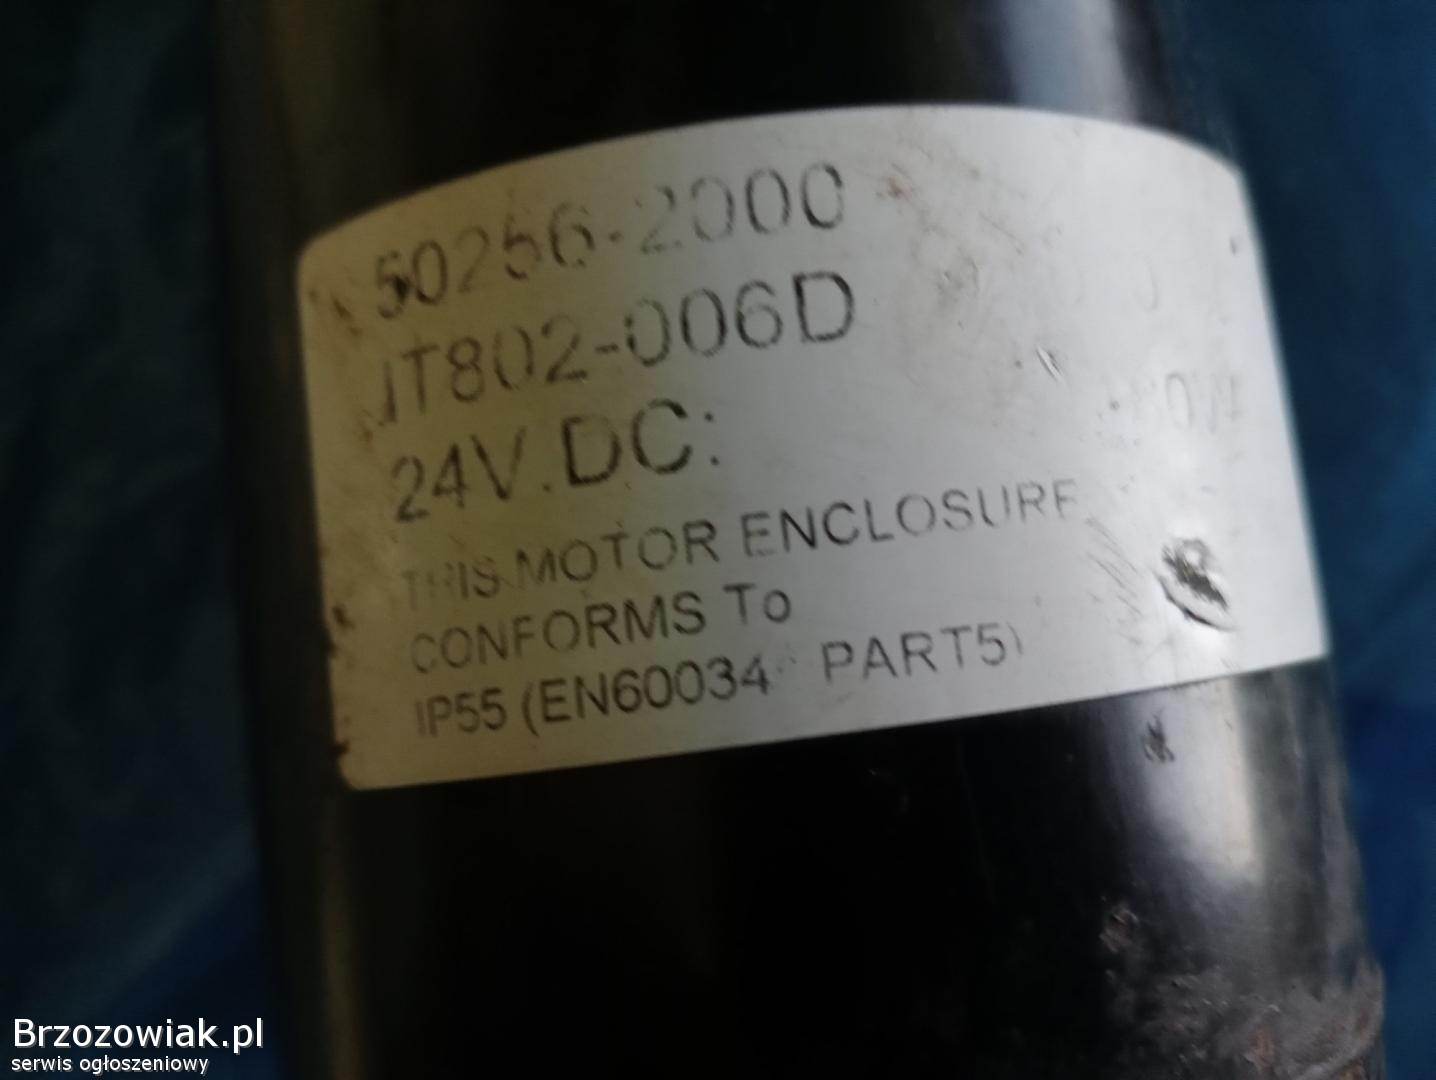 50256-2000
JT802-006D
24V.DC:
THIS MOTOR ENCLOSURE
CONFORMS To
IP55 (EN60034 PART5)
Brzozowiak.pl
serwis ogłoszeniowy